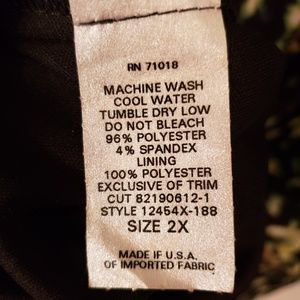 RN 71018
MACHINE WASH
COOL WATER
TUMBLE DRY LOW
DO NOT BLEACH
96% POLYESTER
4% SPANDEX
LINING
100% POLYESTER
EXCLUSIVE OF TRIM
CUT 82190612-1
STYLE 12454X-188
SIZE 2X
MADE IF U.S.A.
OF IMPORTED FABRIC